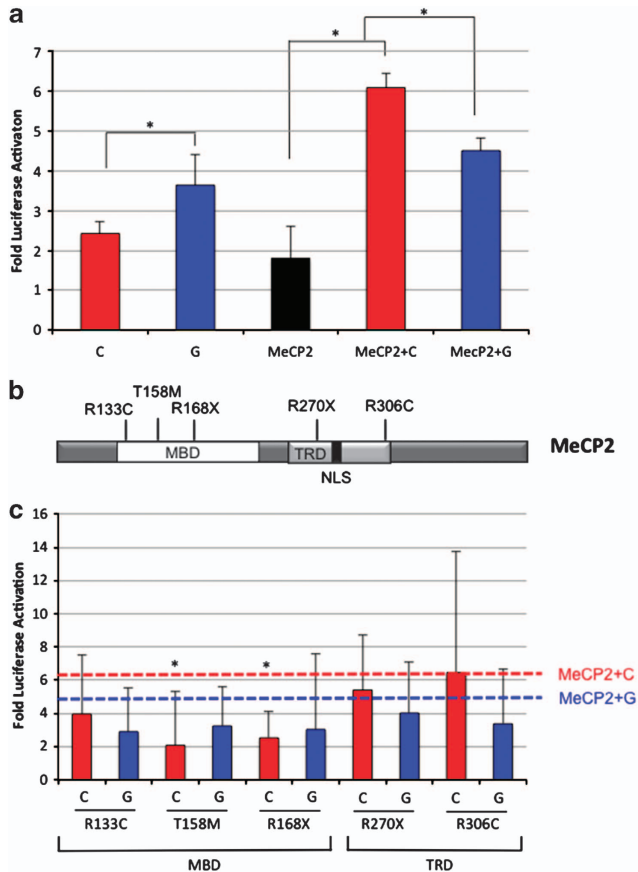 a
Fold Luciferase Activaton
7
6
5
4
3
2
1
0
*
*
*
C G MeCP2 MeCP2+C MecP2+G
b
T158M
R133C R168X R270X R306C
MBD TRD
NLS
MeCP2
c
Fold Luciferase Activation
16
14
12
10
8
6
4
2
0
* *
MeCP2+C
MeCP2+G
C G C G C G C G C G
R133C T158M R168X R270X R306C
MBD TRD